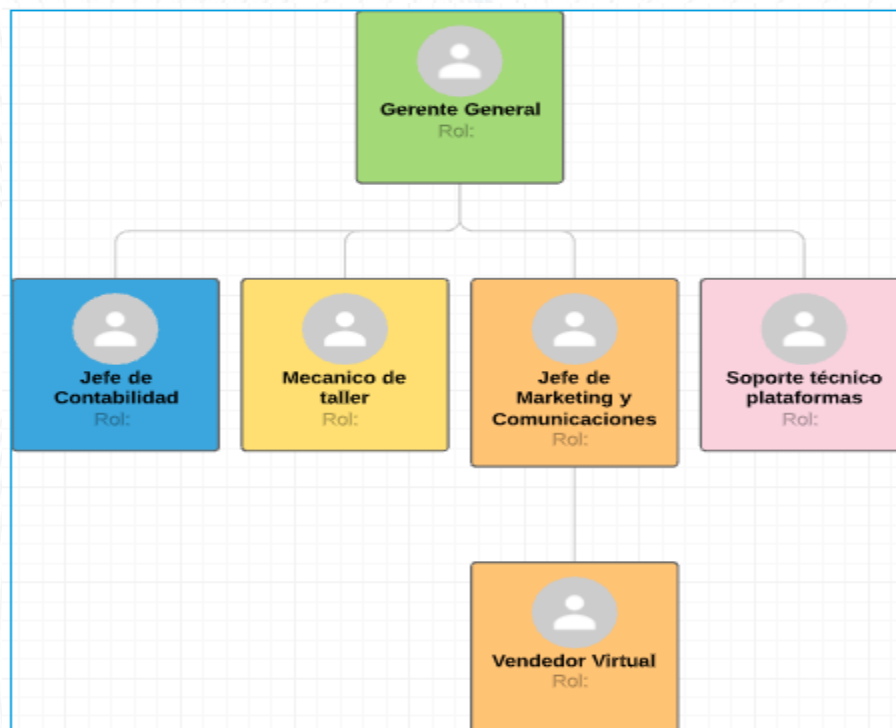 Gerente General
Rol:
Jefe de
Contabilidad
Rol:
Mecanico de
taller
Rol:
Jefe de
Marketing y
Comunicaciones
Rol:
Soporte técnico
plataformas
Rol:
Vendedor Virtual
Rol: